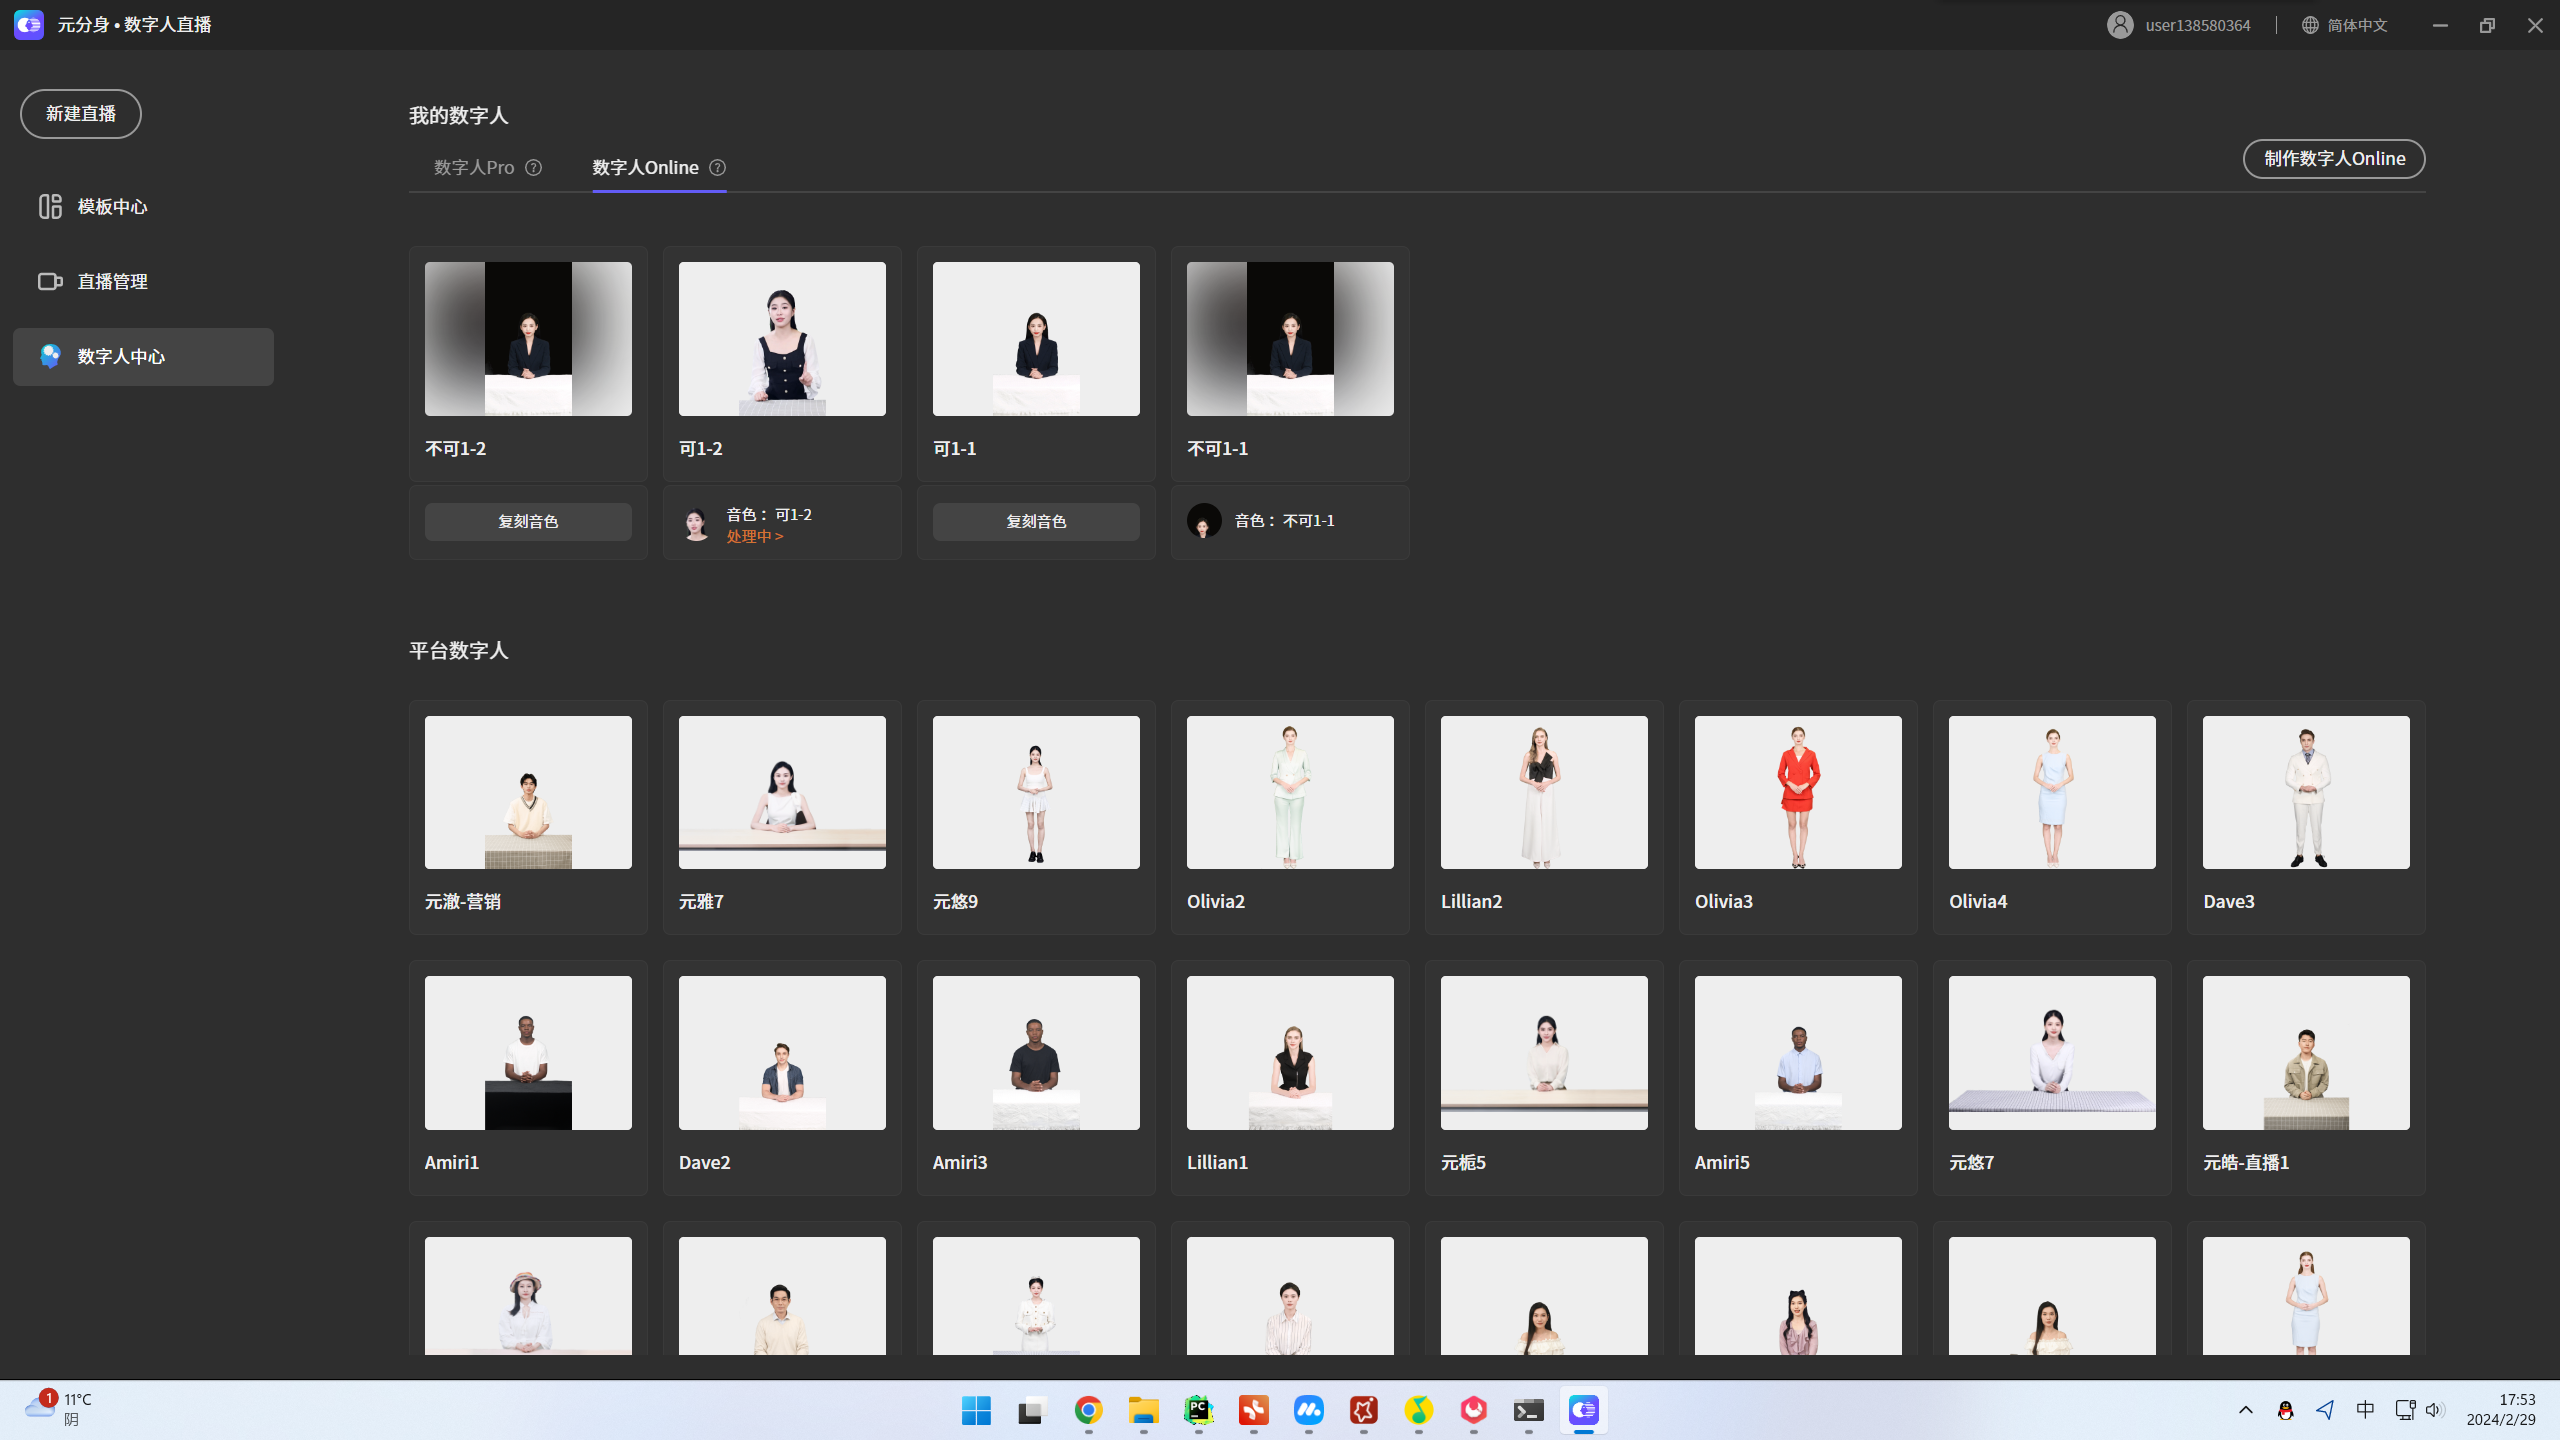 元分身•数字人直播
user138580364
简体中文
新建直播
模板中心
直播管理
数字人中心
我的数字人
数字人Pro ?
数字人Online ?
制作数字人Online
不可1-2
可1-2
可1-1
不可1-1
复刻音色
音色：可1-2
处理中 >
复刻音色
音色：不可1-1
平台数字人
元澈-营销
元雅7
元悠9
Olivia2
Lillian2
Olivia3
Olivia4
Dave3
Amiri1
Dave2
Amiri3
Lillian1
元栀5
Amiri5
元悠7
元皓-直播1
1
11°C
阴
PC
中
17:53
2024/2/29